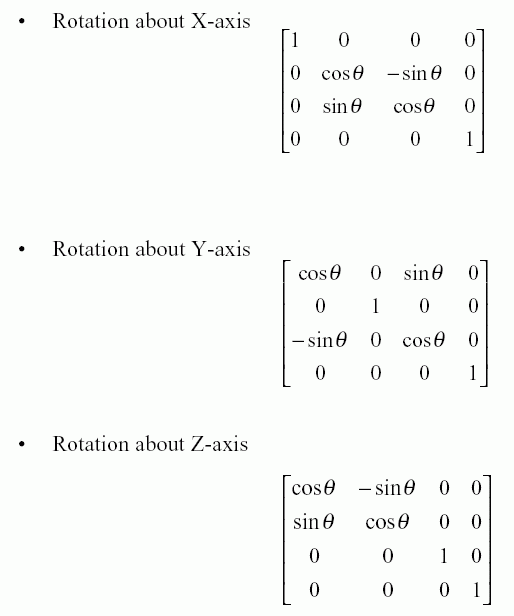 • Rotation about X-axis
1 0 0 0
0 cosθ −sinθ 0
0 sinθ cosθ 0
0 0 0 1
• Rotation about Y-axis
cosθ 0 sinθ 0
0 1 0 0
−sinθ 0 cosθ 0
0 0 0 1
• Rotation about Z-axis
cosθ −sinθ 0 0
sinθ cosθ 0 0
0 0 1 0
0 0 0 1